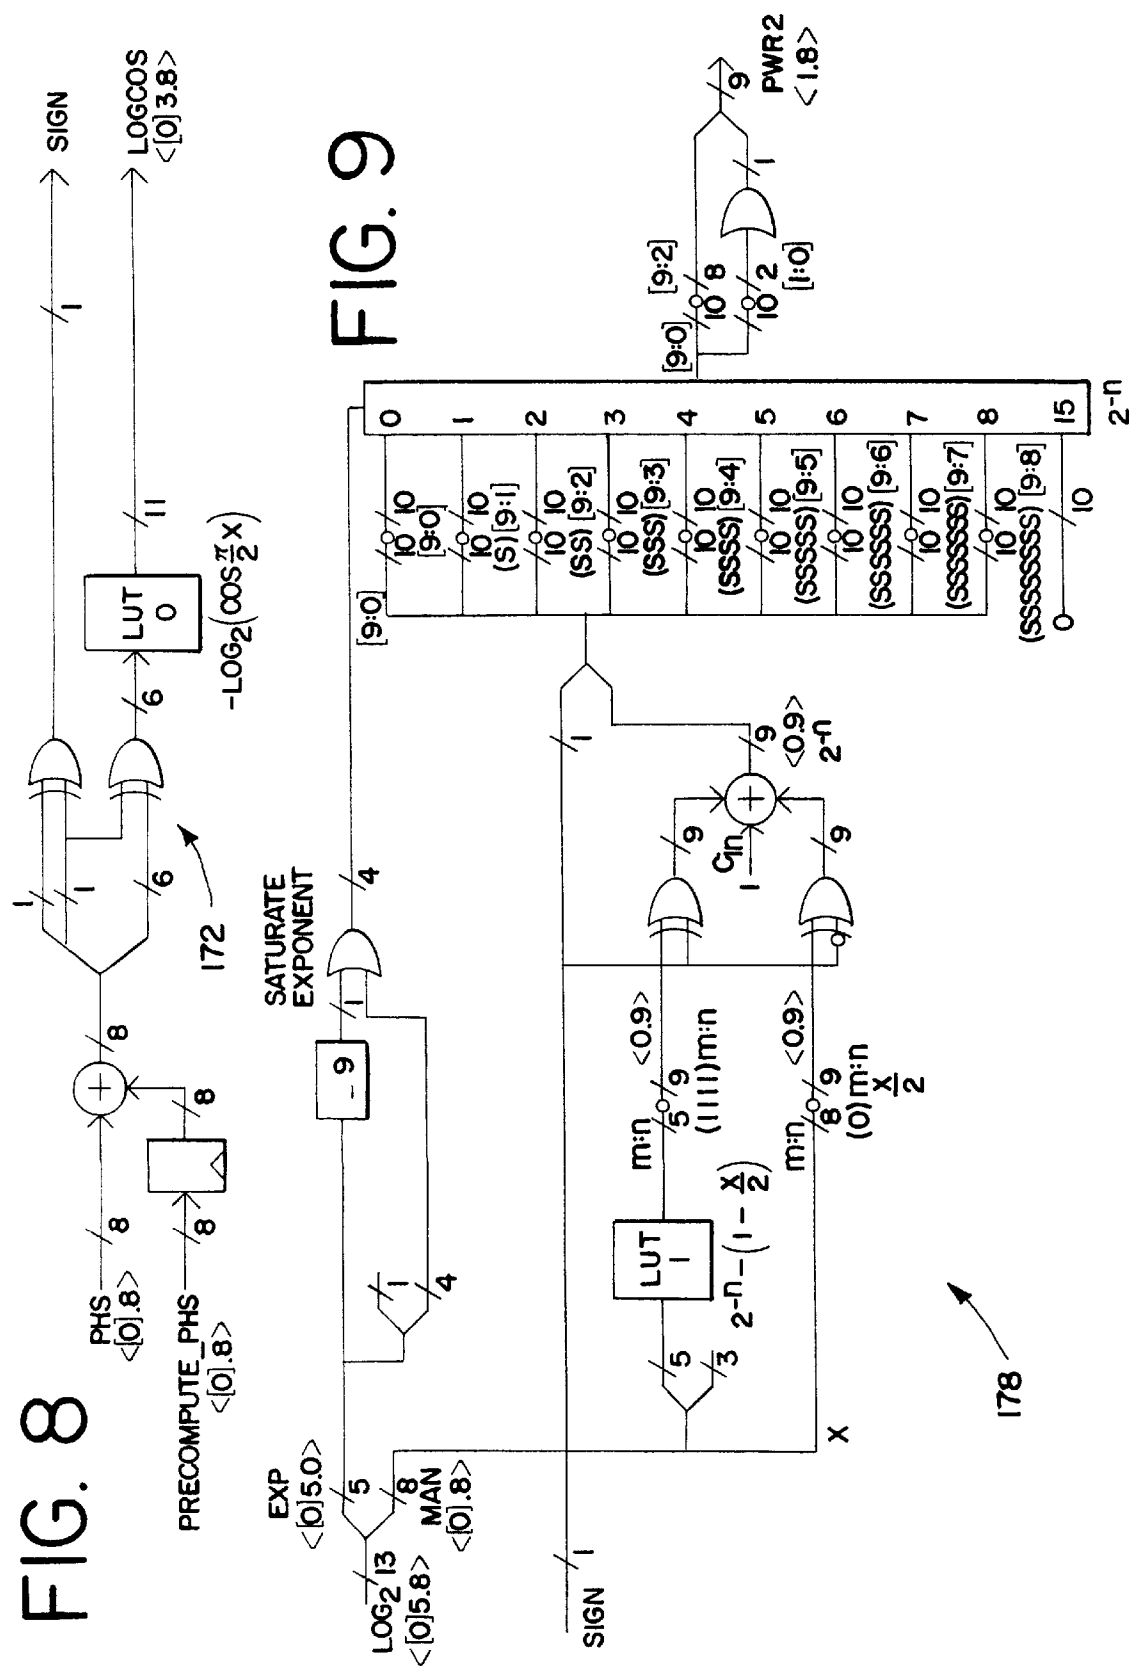 FIG. 8
PHS
<[0].8>
8
PRECOMPUTE_PHS
<[0].8>
8
8
+
8
1
1
6
172
6
LUT
0
-LOG2(COS π/2 X)
1
SIGN
11
LOGCOS
<[0]3.8>
FIG. 9
LOG2 13
<[0]5.8>
EXP
<[0]5.0>
5
8
MAN
<[0].8>
1
4
- 9
SATURATE
EXPONENT
1
4
SIGN
1
X
5
3
LUT
1
2-n-(1 - X/2)
m:n
5
9
<0.9>
(1111)m:n
m:n
8
9
<0.9>
(0)m:n
X/2
9
9
Cin
1
+
9
<0.9>
2-n
1
[9:0]
10
10
[9:0]
0
10
10
(S)[9:1]
1
10
10
(SS)[9:2]
2
10
10
(SSS)[9:3]
3
10
10
(SSSS)[9:4]
4
10
10
(SSSSS)[9:5]
5
10
10
(SSSSSS)[9:6]
6
10
10
(SSSSSSS)[9:7]
7
10
10
(SSSSSSSS)[9:8]
8
0
10
15
2-n
[9:0]
10
8
[9:2]
10
2
[1:0]
1
9
PWR2
<1.8>
178